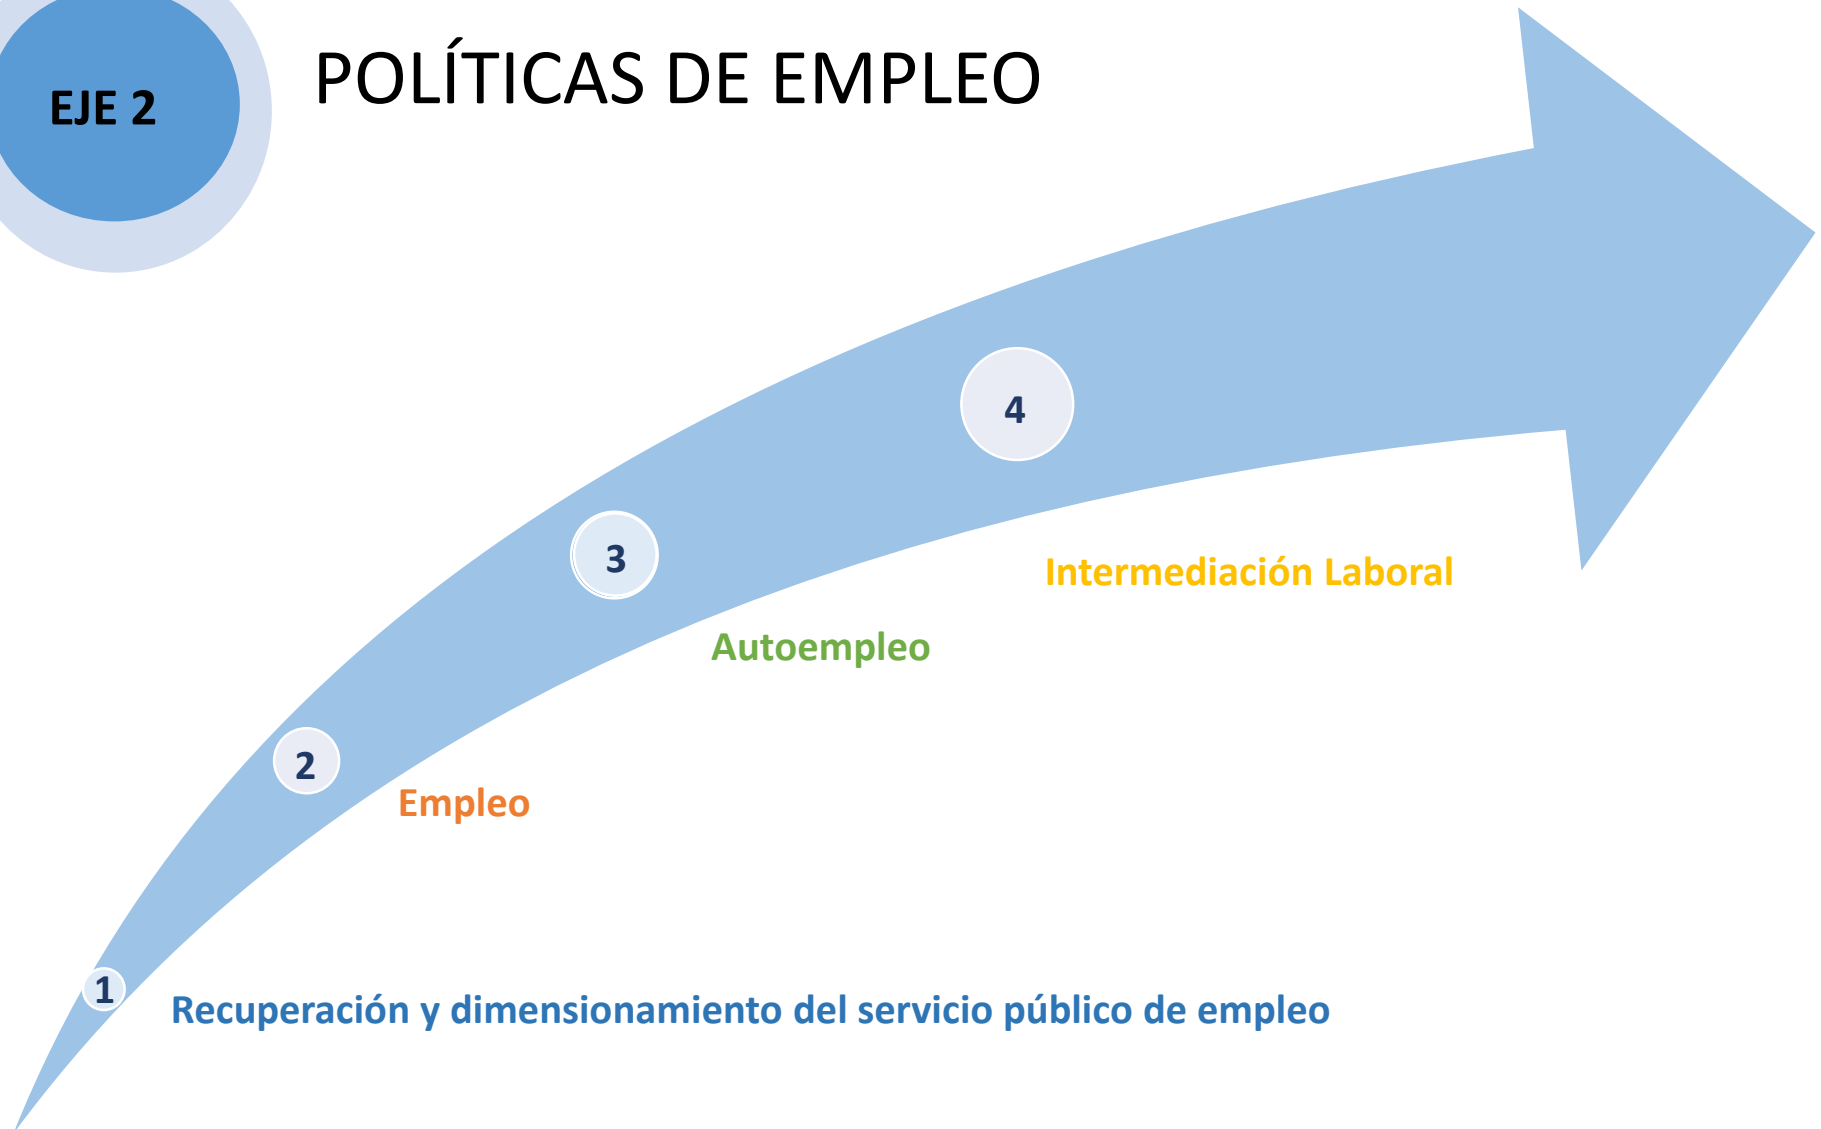 EJE 2
POLÍTICAS DE EMPLEO
4
3
Intermediación Laboral
Autoempleo
2
Empleo
1
Recuperación y dimensionamiento del servicio público de empleo